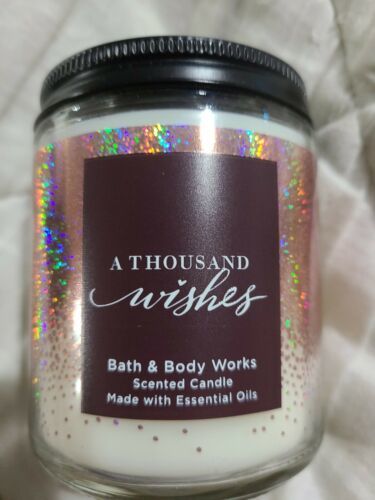 A THOUSAND
wishes
Bath & Body Works
Scented Candle
Made with Essential Oils